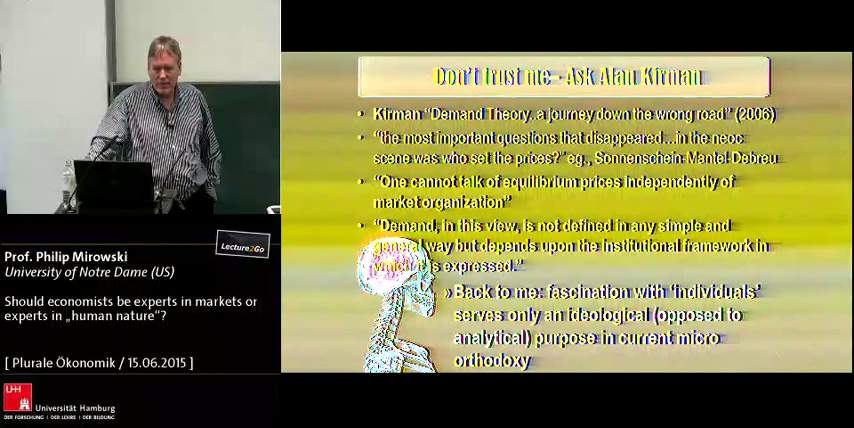 Don't trust me - Ask Alan Kirman
• Kirman "Demand Theory..a journey down the wrong road" (2006)
• "the most important questions that disappeared...in the neoc
scene was who set the prices?" eg., Sonnenschein-Mantel-Debreu
• "One cannot talk of equilibrium prices independently of
market organization"
• "Demand, in this view, is not defined in any simple and
general way but depends upon the institutional framework in
which it is expressed."
»Back to me: fascination with 'individuals'
serves only an ideological (opposed to
analytical) purpose in current micro
orthodoxy
Lecture2Go
Prof. Philip Mirowski
University of Notre Dame (US)
Should economists be experts in markets or
experts in „human nature“?
[ Plurale Ökonomik / 15.06.2015 ]
UH
Universität Hamburg
DER FORSCHUNG | DER LEHRE | DER BILDUNG